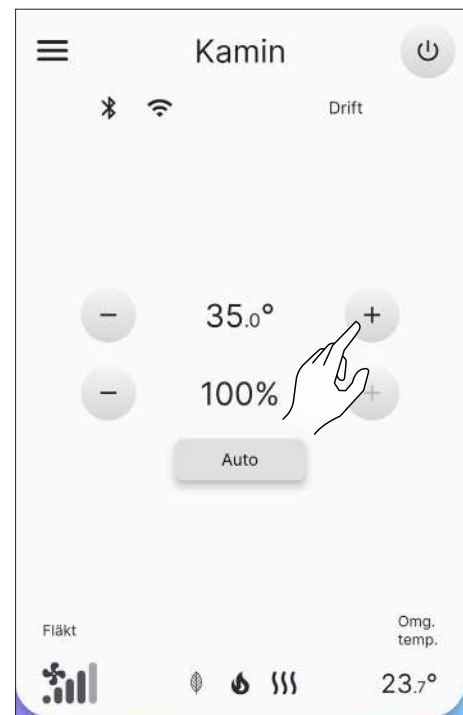 Kamin
Drift
− 35.0° +
− 100% +
Auto
Fläkt
Omg.
temp.
23.7°